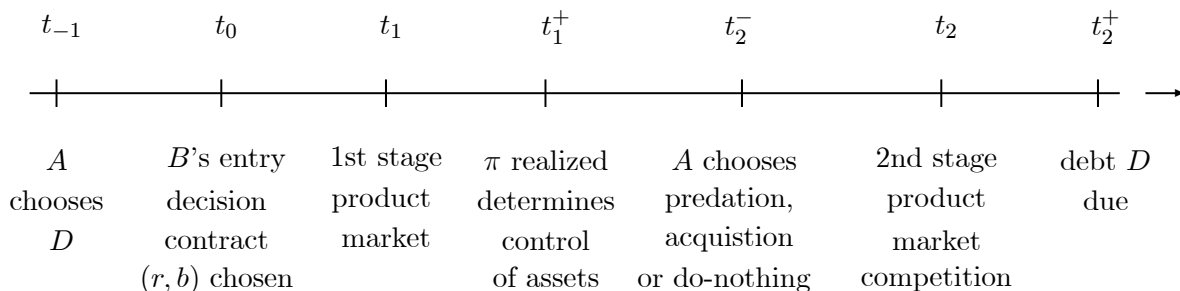 $t_{-1}$ $t_0$ $t_1$ $t_1^+$ $t_2^-$ $t_2$ $t_2^+$
A B's entry 1st stage π realized A chooses 2nd stage debt D
chooses decision product determines predation, product due
D contract market control acquistion market
(r, b) chosen of assets or do-nothing competition